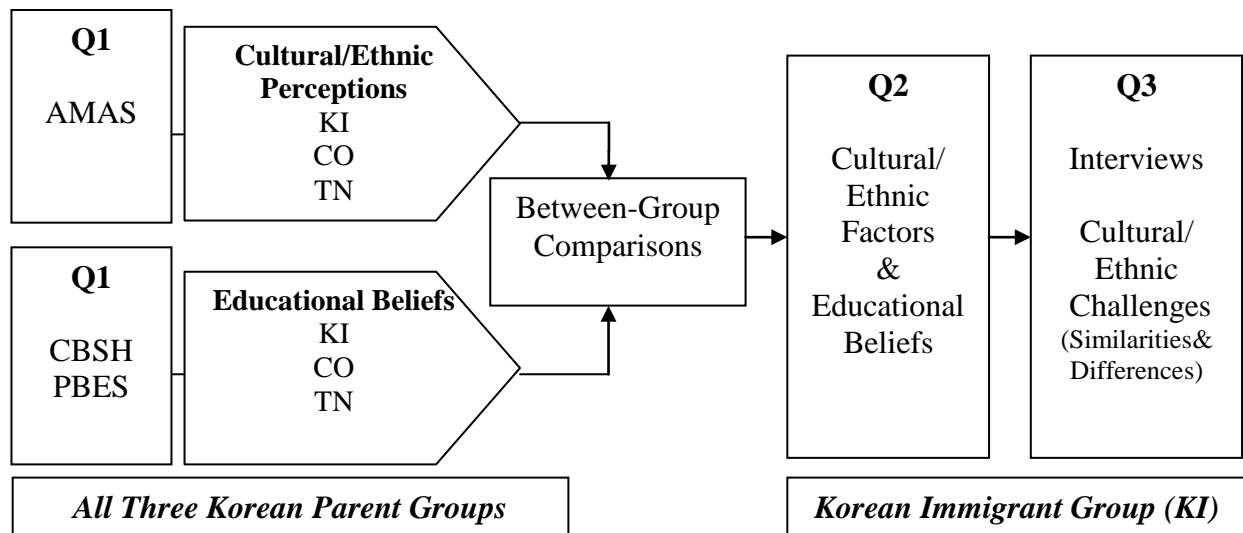 Q1
AMAS
Cultural/Ethnic
Perceptions
KI
CO
TN
Q1
CBSH
PBES
Educational Beliefs
KI
CO
TN
Between-Group
Comparisons
Q2
Cultural/
Ethnic
Factors
&
Educational
Beliefs
Q3
Interviews
Cultural/
Ethnic
Challenges
(Similarities&
Differences)
All Three Korean Parent Groups
Korean Immigrant Group (KI)